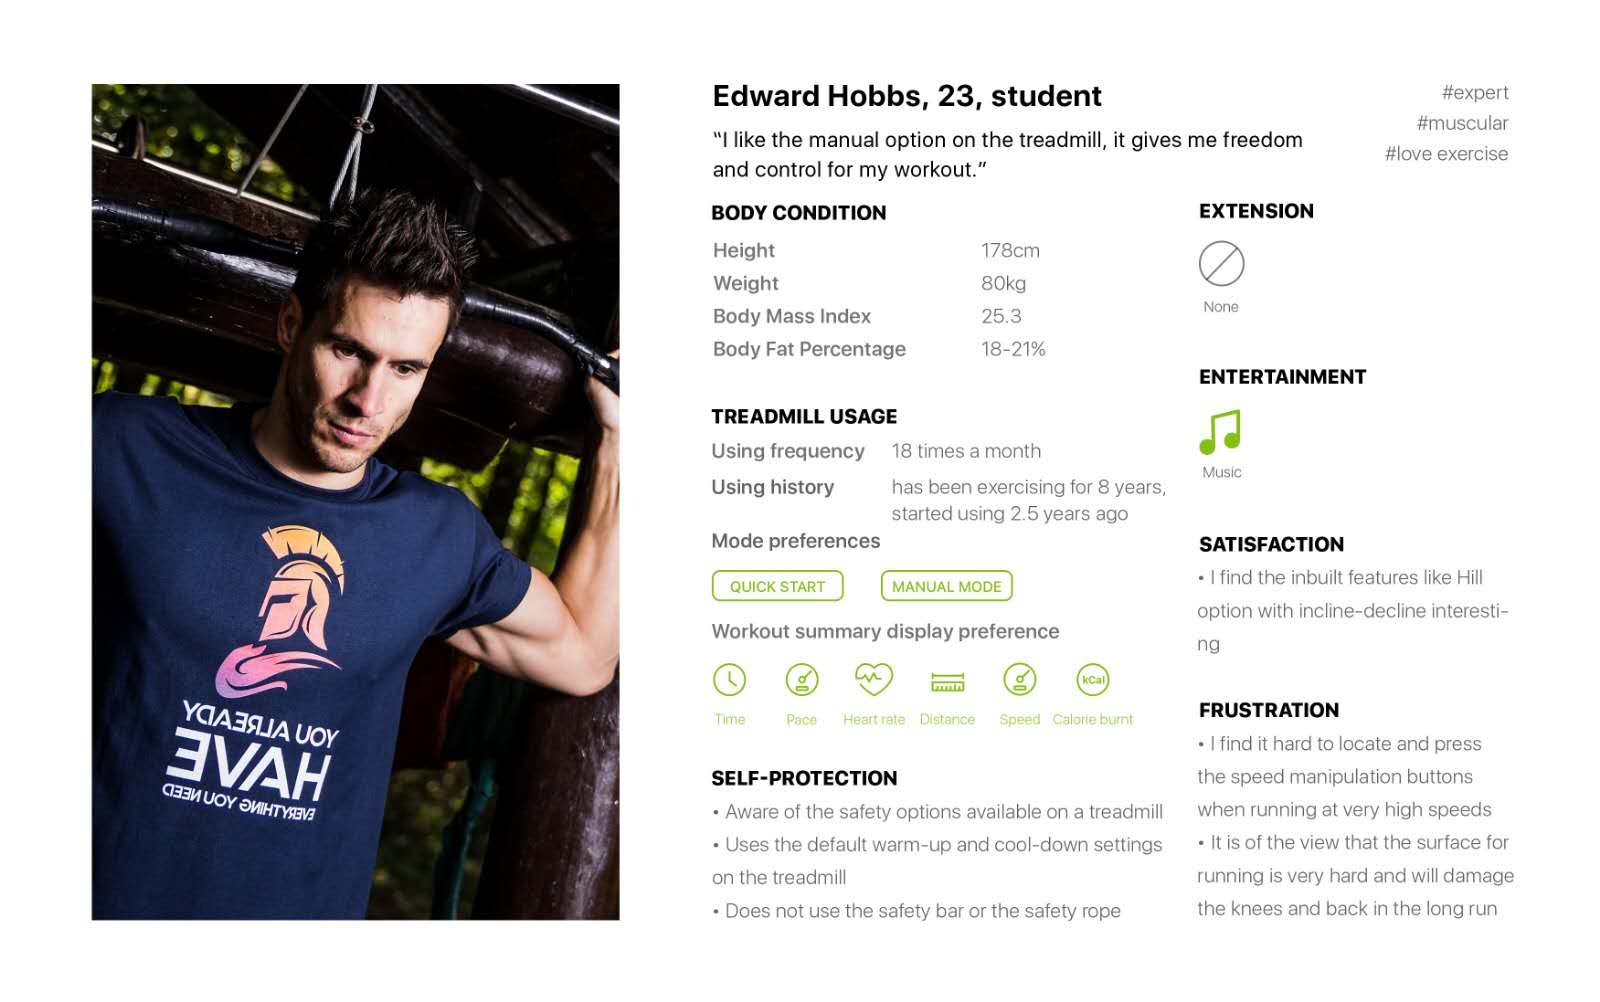 Edward Hobbs, 23, student
“I like the manual option on the treadmill, it gives me freedom
and control for my workout.”
#expert
#muscular
#love exercise
BODY CONDITION
Height 178cm
Weight 80kg
Body Mass Index 25.3
Body Fat Percentage 18-21%
TREADMILL USAGE
Using frequency 18 times a month
Using history has been exercising for 8 years,
started using 2.5 years ago
Mode preferences
QUICK START MANUAL MODE
Workout summary display preference
kCal
Time Pace Heart rate Distance Speed Calorie burnt
SELF-PROTECTION
• Aware of the safety options available on a treadmill
• Uses the default warm-up and cool-down settings
on the treadmill
• Does not use the safety bar or the safety rope
EXTENSION
None
ENTERTAINMENT
Music
SATISFACTION
• I find the inbuilt features like Hill
option with incline-decline interesti-
ng
FRUSTRATION
• I find it hard to locate and press
the speed manipulation buttons
when running at very high speeds
• It is of the view that the surface for
running is very hard and will damage
the knees and back in the long run
YOU ALREADY
HAVE
EVERYTHING YOU NEED